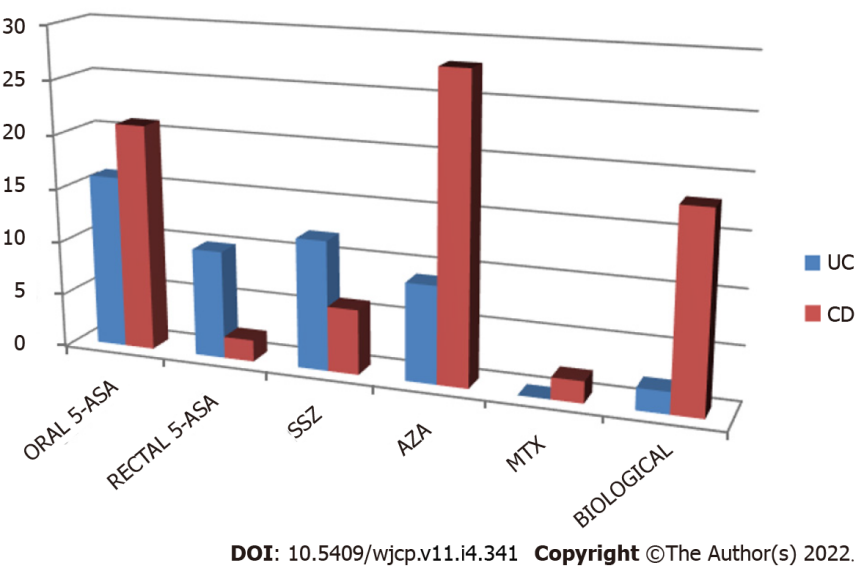 30
25
20
15
10
5
0
UC
CD
ORAL 5-ASA
RECTAL 5-ASA
SSZ
AZA
MTX
BIOLOGICAL
DOI: 10.5409/wjcp.v11.i4.341 Copyright ©The Author(s) 2022.